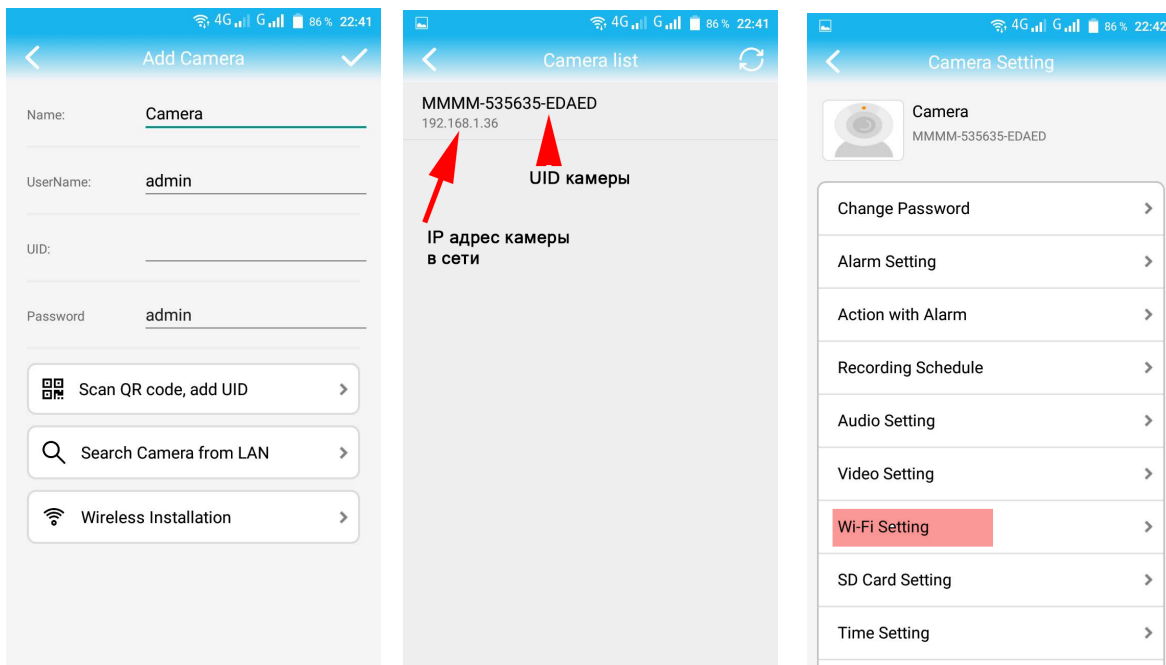 4G G 86 % 22:41
Add Camera
Name: Camera
UserName: admin
UID:
Password admin
Scan QR code, add UID
Search Camera from LAN
Wireless Installation
4G G 86 % 22:41
Camera list
MMMM-535635-EDAED
192.168.1.36
UID камеры
IP адрес камеры
в сети
4G G 86 % 22:42
Camera Setting
Camera
MMMM-535635-EDAED
Change Password
Alarm Setting
Action with Alarm
Recording Schedule
Audio Setting
Video Setting
Wi-Fi Setting
SD Card Setting
Time Setting